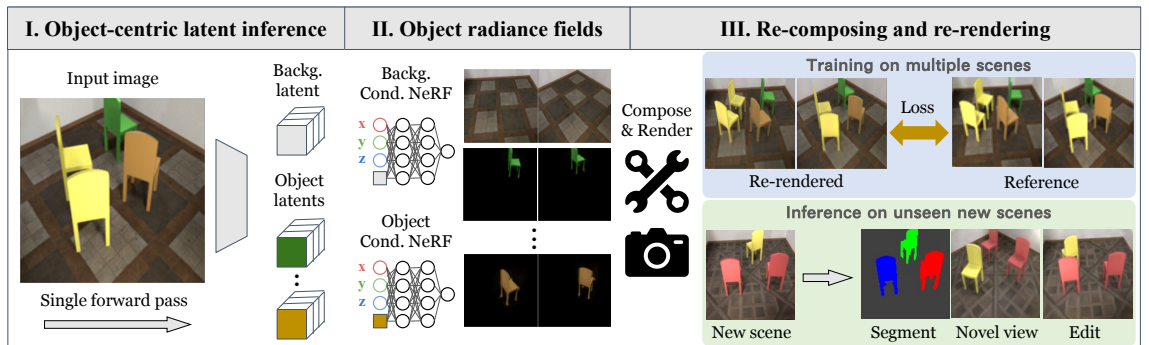 I. Object-centric latent inference
II. Object radiance fields
III. Re-composing and re-rendering
Input image
Single forward pass
Backg.
latent
Object
latents
Backg.
Cond. NeRF
x
y
z
Object
Cond. NeRF
x
y
z
Compose
& Render
Training on multiple scenes
Loss
Re-rendered
Reference
Inference on unseen new scenes
New scene
Segment
Novel view
Edit